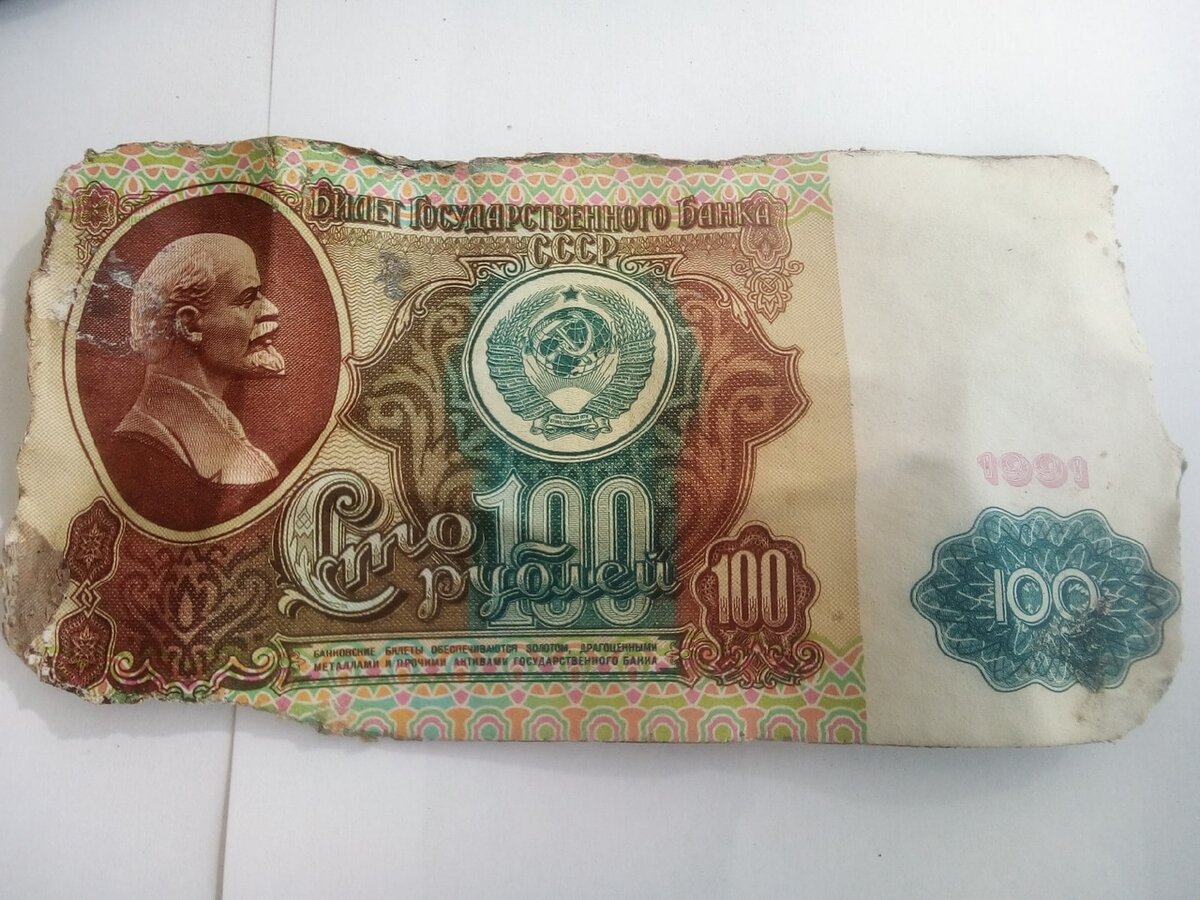 Билет Государственного Банка
СССР
Сто
100
рублей
100
БАНКОВСКИЕ БИЛЕТЫ ОБЕСПЕЧИВАЮТСЯ ЗОЛОТОМ, ДРАГОЦЕННЫМИ
МЕТАЛЛАМИ И ПРОЧИМИ АКТИВАМИ ГОСУДАРСТВЕННОГО БАНКА
1991
100